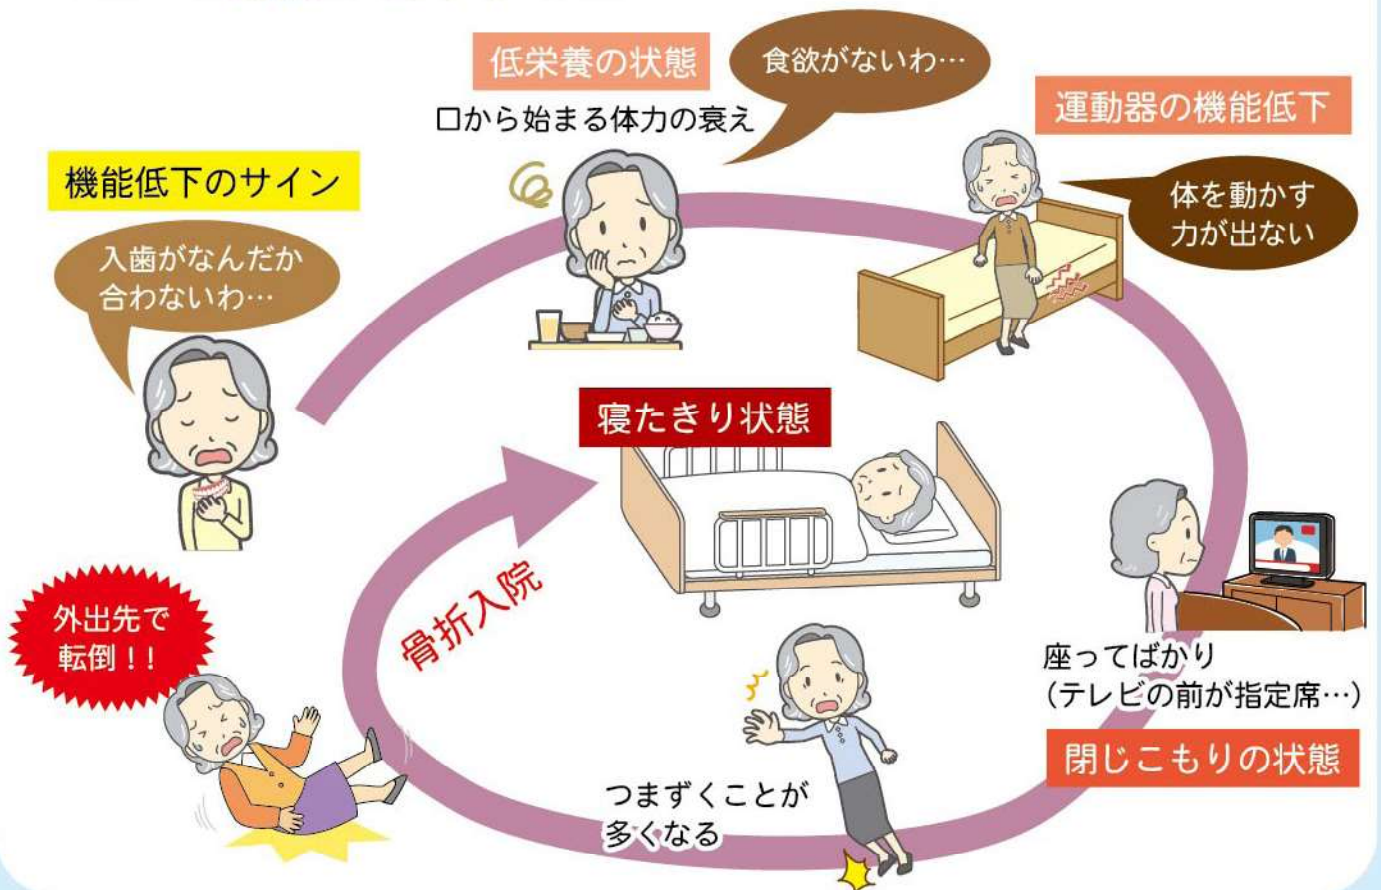 機能低下のサイン
入歯がなんだか
合わないわ…
低栄養の状態
口から始まる体力の衰え
食欲がないわ…
運動器の機能低下
体を動かす
力が出ない
座ってばかり
（テレビの前が指定席…）
閉じこもりの状態
つまずくことが
多くなる
外出先で
転倒！！
骨折入院
寝たきり状態